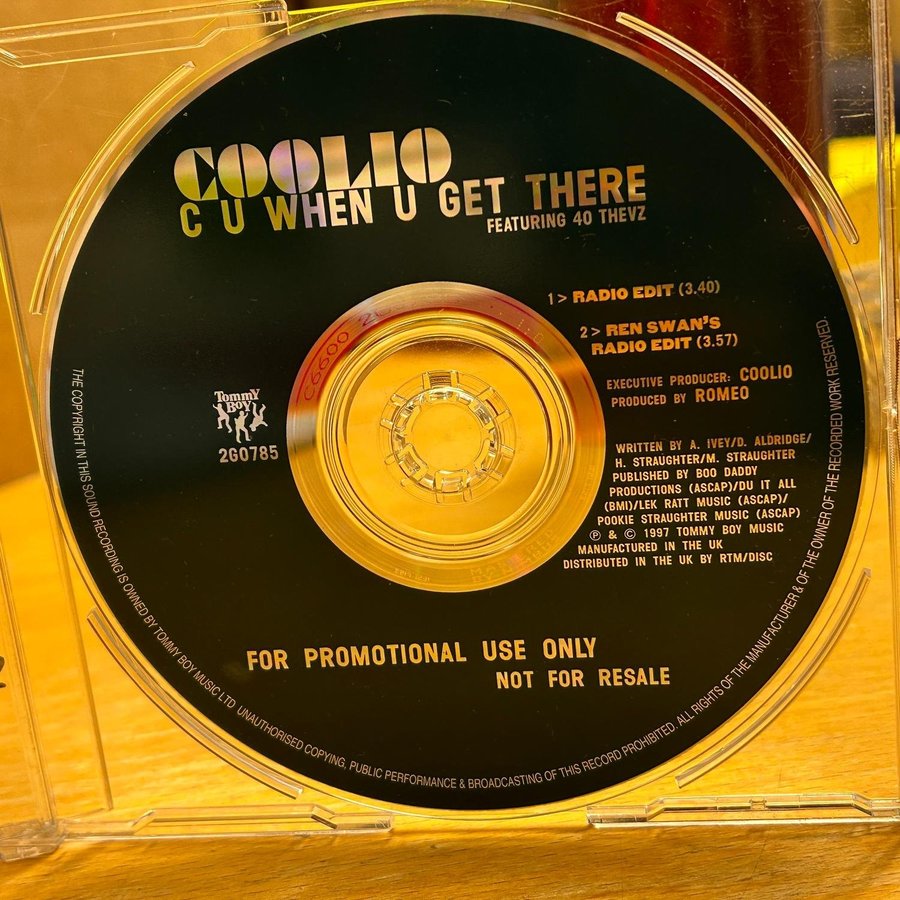 COOLIO
C U WHEN U GET THERE
FEATURING 40 THEVZ
1> RADIO EDIT (3.40)
2> REN SWAN'S
RADIO EDIT (3.57)
EXECUTIVE PRODUCER: COOLIO
PRODUCED BY ROMEO
Tommy
Boy
2G0785
WRITTEN BY A. IVEY/D. ALDRIDGE/
H. STRAUGHTER/M. STRAUGHTER
PUBLISHED BY BOO DADDY
PRODUCTIONS (ASCAP)/DU IT ALL
(BMI)/LEK RATT MUSIC (ASCAP)/
POOKIE STRAUGHTER MUSIC (ASCAP)
℗ & © 1997 TOMMY BOY MUSIC
MANUFACTURED IN THE UK
DISTRIBUTED IN THE UK BY RTM/DISC
FOR PROMOTIONAL USE ONLY
NOT FOR RESALE
THE COPYRIGHT IN THIS SOUND RECORDING IS OWNED BY TOMMY BOY MUSIC LTD. UNAUTHORISED COPYING, PUBLIC PERFORMANCE & BROADCASTING OF THIS RECORD PROHIBITED. ALL RIGHTS OF THE MANUFACTURER & OF THE OWNER OF THE RECORDED WORK RESERVED.